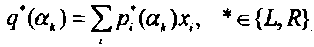 q*(α_k) = ∑_i p_i*(α_k) x_i,   * ∈ {L, R}